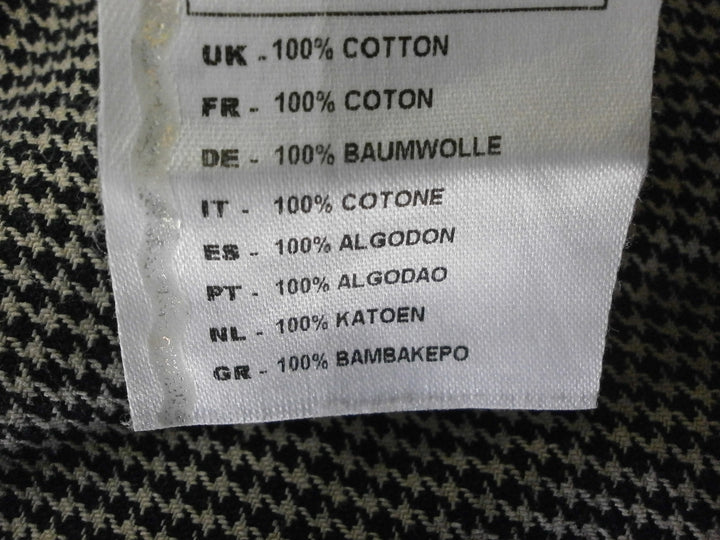 UK - 100% COTTON
FR - 100% COTON
DE - 100% BAUMWOLLE
IT - 100% COTONE
ES - 100% ALGODON
PT - 100% ALGODAO
NL - 100% KATOEN
GR - 100% BAMBAKEPO